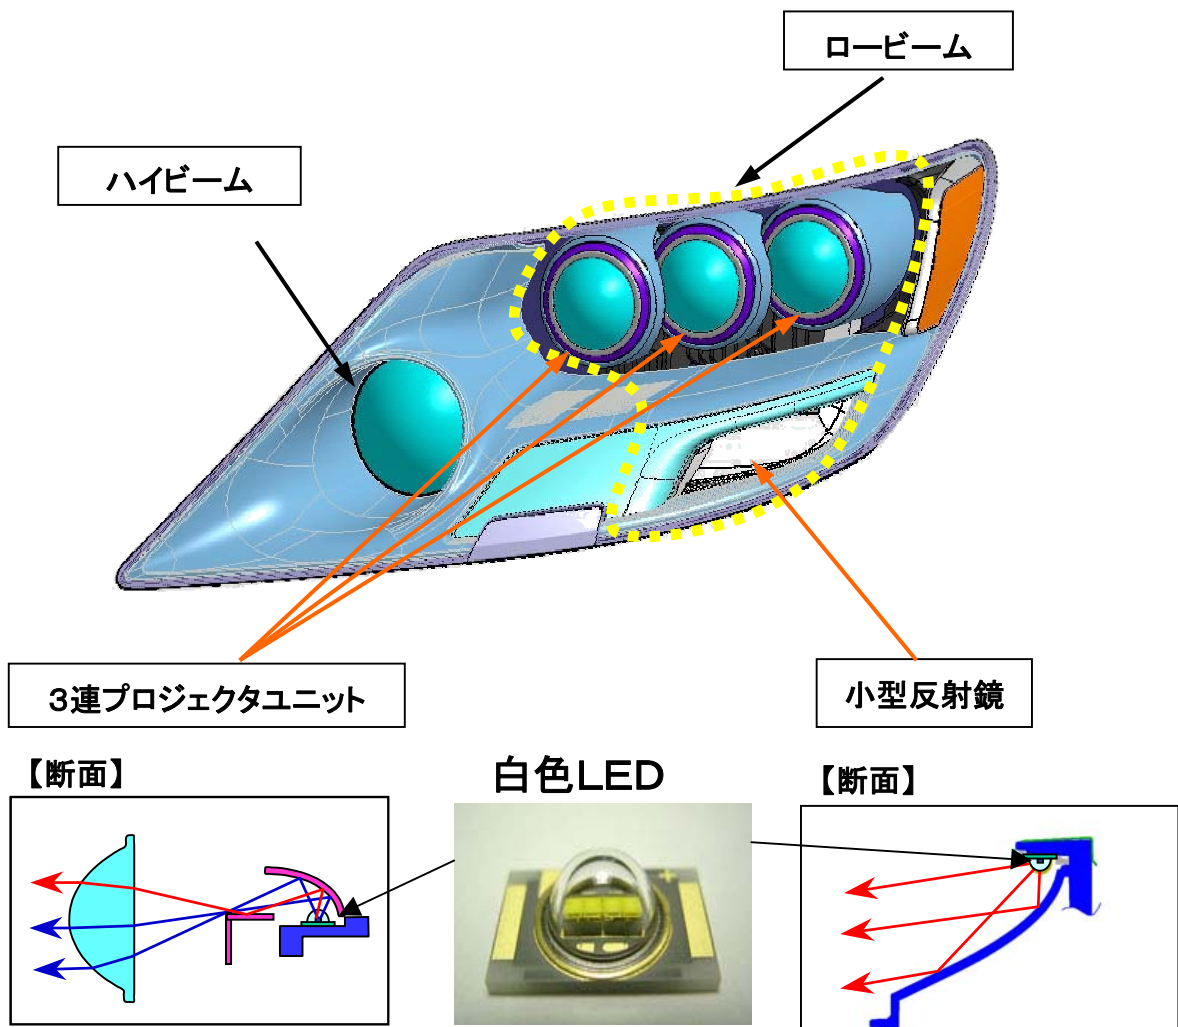 ロービーム
ハイビーム
３連プロジェクタユニット
小型反射鏡
【断面】
白色ＬＥＤ
【断面】